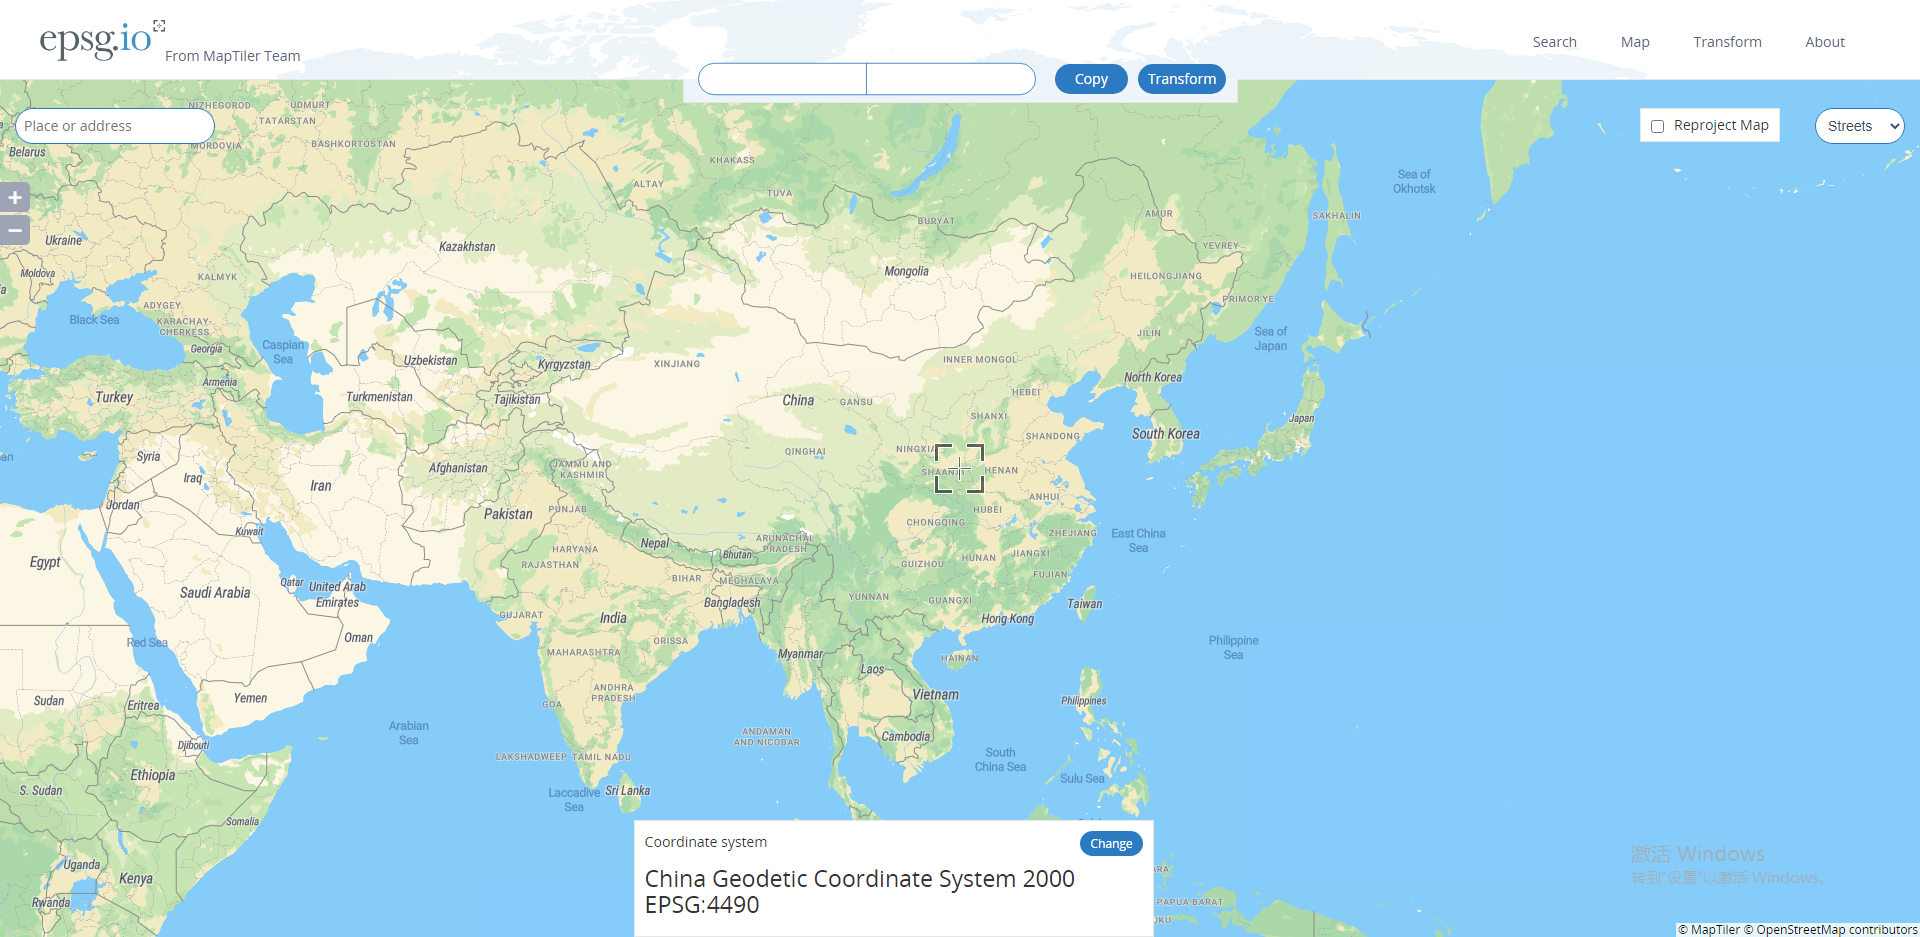 epsg.io
From MapTiler Team
Search
Map
Transform
About
Copy
Transform
Place or address
Reproject Map
Streets
+
−
NIZHEGOROD
UDMURT
TATARSTAN
MORDOVIA
BASHKORTOSTAN
Belarus
KHAKASS
ALTAY
TUVA
BURYAT
AMUR
Sea of
Okhotsk
SAKHALIN
Ukraine
Kazakhstan
YEVREY
Moldova
KALMYK
Mongolia
HEILONGJIANG
ADYGEY
PRIMOR'YE
Black Sea
KARACHAY-
CHERKESS
Georgia
Caspian
Sea
JILIN
Sea of
Japan
Uzbekistan
Kyrgyzstan
XINJIANG
INNER MONGOL
Armenia
North Korea
Turkey
Turkmenistan
Tajikistan
China
GANSU
HEBEI
SHANXI
Japan
South Korea
SHANDONG
Syria
Afghanistan
JAMMU AND
KASHMIR
QINGHAI
NINGXIA
SHAANXI
HENAN
Iraq
Iran
Jordan
Pakistan
PUNJAB
ANHUI
HUBEI
Kuwait
CHONGQING
ZHEJIANG
East China
Sea
Egypt
HARYANA
RAJASTHAN
Nepal
Bhutan
ARUNACHAL
PRADESH
HUNAN
JIANGXI
GUIZHOU
Qatar
United Arab
Emirates
BIHAR
MEGHALAYA
FUJIAN
Saudi Arabia
Bangladesh
YUNNAN
GUANGXI
Taiwan
GUJARAT
India
Hong Kong
Red Sea
Oman
ORISSA
Philippine
Sea
MAHARASHTRA
Myanmar
Laos
HAINAN
Sudan
Eritrea
Yemen
ANDHRA
PRADESH
GOA
Vietnam
Philippines
Arabian
Sea
Djibouti
ANDAMAN
AND NICOBAR
Cambodia
LAKSHADWEEP
TAMIL NADU
South
China Sea
Ethiopia
Sulu Sea
S. Sudan
Laccadive
Sea
Sri Lanka
Somalia
Uganda
Kenya
Rwanda
PAPUA BARAT
Coordinate system
Change
China Geodetic Coordinate System 2000
EPSG:4490
激活 Windows
转到"设置"以激活 Windows。
© MapTiler © OpenStreetMap contributors